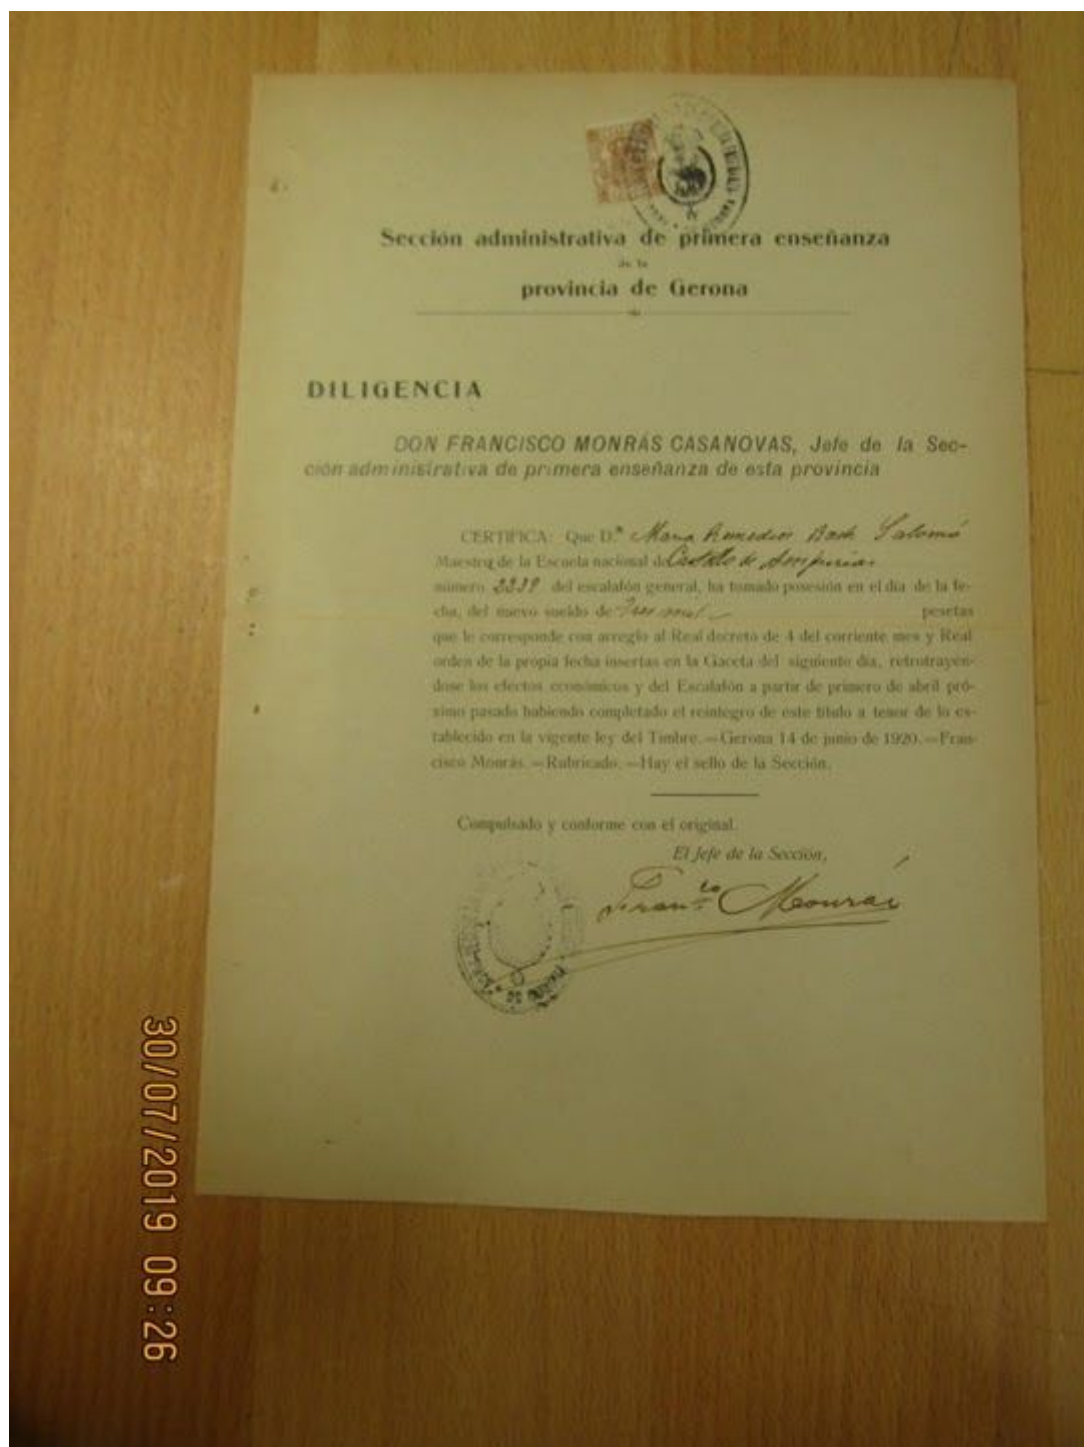 Sección administrativa de primera enseñanza
de la
provincia de Gerona
DILIGENCIA
DON FRANCISCO MONRÁS CASANOVAS, Jefe de la Sec-
ción administrativa de primera enseñanza de esta provincia
CERTIFICA: Que D.ª Maria Remedios Bach Salomó
Maestra de la Escuela nacional de Castelló de Ampurias
número 2239 del escalafón general, ha tomado posesión en el día de la fe-
cha, del nuevo sueldo de Tres mil pesetas
que le corresponde con arreglo al Real decreto de 4 del corriente mes y Real
orden de la propia fecha insertas en la Gaceta del siguiente día, retrotrayén-
dose los efectos económicos y del Escalafón a partir de primero de abril pró-
ximo pasado habiendo completado el reintegro de este título a tenor de lo es-
tablecido en la vigente ley del Timbre.—Gerona 14 de junio de 1920.—Fran-
cisco Monrás.—Rubricado.—Hay el sello de la Sección.
Compulsado y conforme con el original.
El Jefe de la Sección,
Fran.co Monrás
30/07/2019 09:26